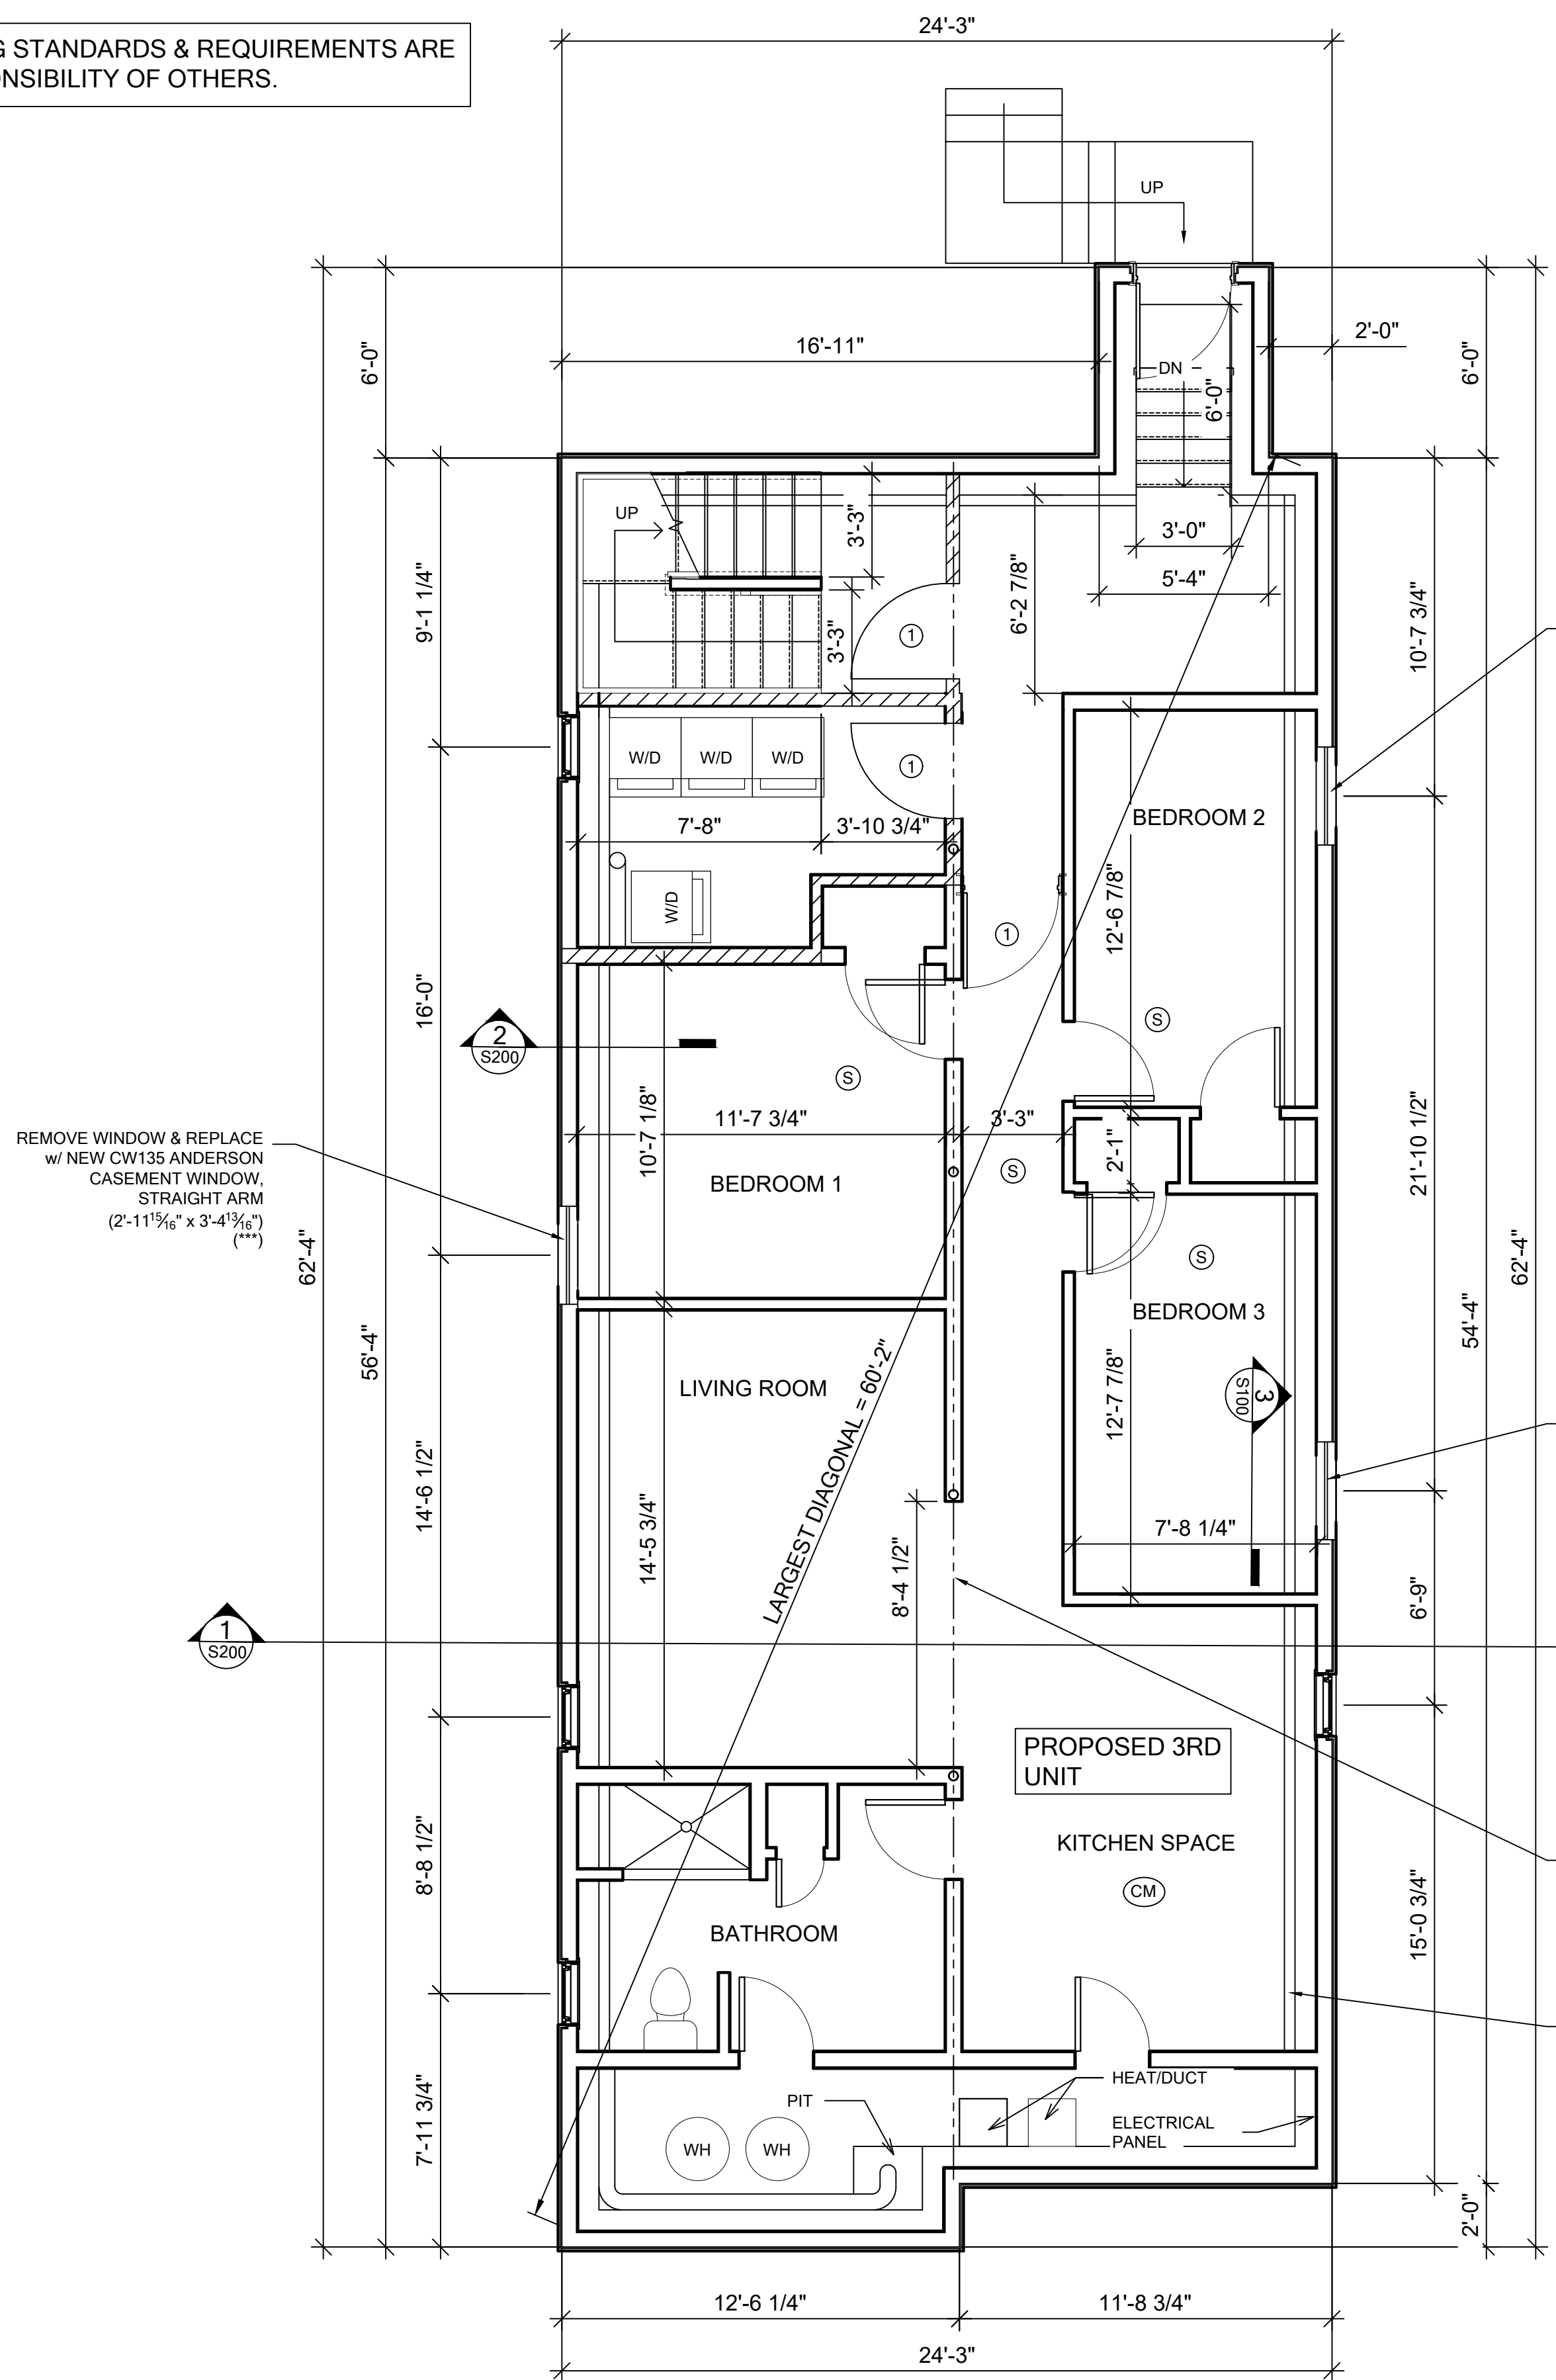 G STANDARDS & REQUIREMENTS ARE
ONSIBILITY OF OTHERS.
24'-3"
UP
16'-11"
2'-0"
6'-0"
6'-0"
DN
6'-0"
UP
3'-3"
3'-0"
5'-4"
6'-2 7/8"
9'-1 1/4"
10'-7 3/4"
3'-3"
1
W/D
W/D
W/D
1
BEDROOM 2
7'-8"
3'-10 3/4"
W/D
12'-6 7/8"
1
16'-0"
2
S200
S
S
10'-7 1/8"
11'-7 3/4"
3'-3"
2'-1"
21'-10 1/2"
S
BEDROOM 1
REMOVE WINDOW & REPLACE
w/ NEW CW135 ANDERSON
CASEMENT WINDOW,
STRAIGHT ARM
(2'-11 15/16" x 3'-4 13/16")
(***)
62'-4"
62'-4"
S
BEDROOM 3
56'-4"
54'-4"
LIVING ROOM
LARGEST DIAGONAL = 60'-2"
12'-7 7/8"
3
S100
14'-6 1/2"
14'-5 3/4"
7'-8 1/4"
8'-4 1/2"
6'-9"
1
S200
PROPOSED 3RD
UNIT
KITCHEN SPACE
CM
8'-8 1/2"
15'-0 3/4"
BATHROOM
HEAT/DUCT
PIT
ELECTRICAL
PANEL
WH
WH
7'-11 3/4"
2'-0"
12'-6 1/4"
11'-8 3/4"
24'-3"